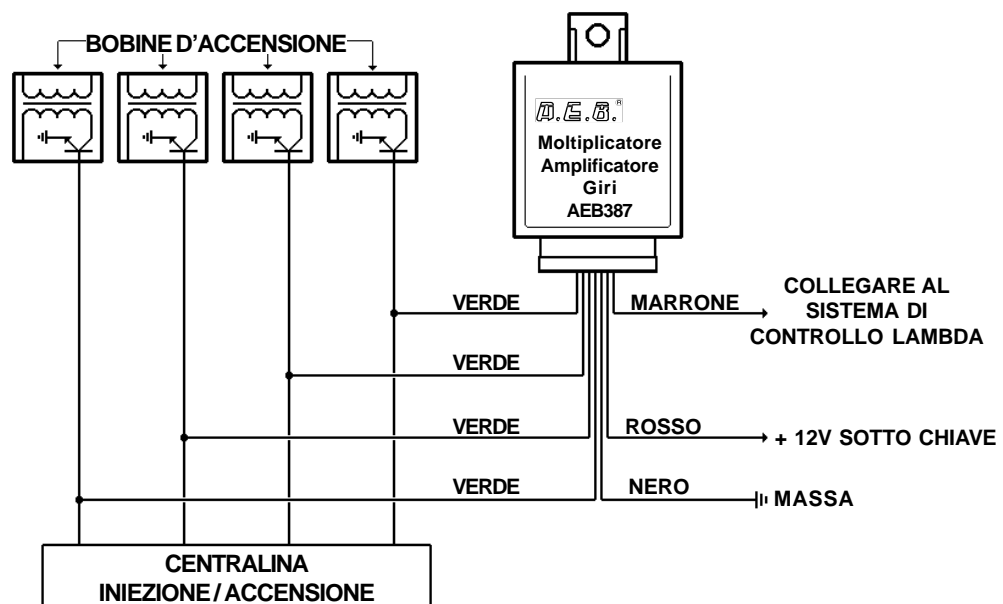 BOBINE D'ACCENSIONE
A.E.B.®
Moltiplicatore
Amplificatore
Giri
AEB387
VERDE
MARRONE
COLLEGARE AL
SISTEMA DI
CONTROLLO LAMBDA
VERDE
VERDE
ROSSO
+ 12V SOTTO CHIAVE
VERDE
NERO
MASSA
CENTRALINA
INIEZIONE / ACCENSIONE